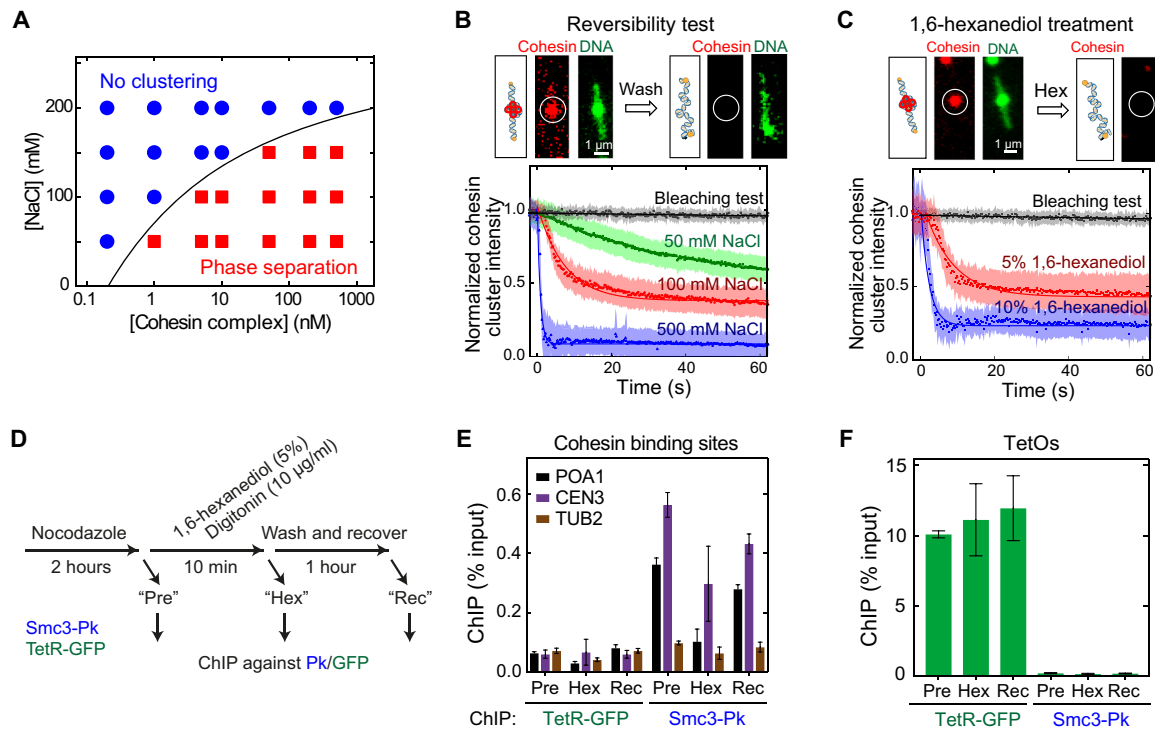 A
[NaCl] (mM)
200
100
0
No clustering
Phase separation
0.1
1
10
100
1000
[Cohesin complex] (nM)
B
Reversibility test
Cohesin DNA
Wash
Cohesin
DNA
1 µm
Normalized cohesin
cluster intensity
1.0
0.5
0.0
Bleaching test
50 mM NaCl
100 mM NaCl
500 mM NaCl
0
20
40
60
Time (s)
C
1,6-hexanediol treatment
Cohesin
DNA
Hex
Cohesin
1 µm
Normalized cohesin
cluster intensity
1.0
0.5
0.0
Bleaching test
5% 1,6-hexanediol
10% 1,6-hexanediol
0
20
40
60
Time (s)
D
Nocodazole
2 hours
1,6-hexanediol (5%)
Digitonin (10 µg/ml)
10 min
Wash and recover
1 hour
“Pre”
“Hex”
“Rec”
Smc3-Pk
TetR-GFP
ChIP against Pk/GFP
E
Cohesin binding sites
ChIP (% input)
0.6
0.4
0.2
0.0
POA1
CEN3
TUB2
Pre Hex Rec Pre Hex Rec
ChIP: TetR-GFP Smc3-Pk
F
TetOs
ChIP (% input)
15
10
5
0
Pre Hex Rec Pre Hex Rec
TetR-GFP Smc3-Pk